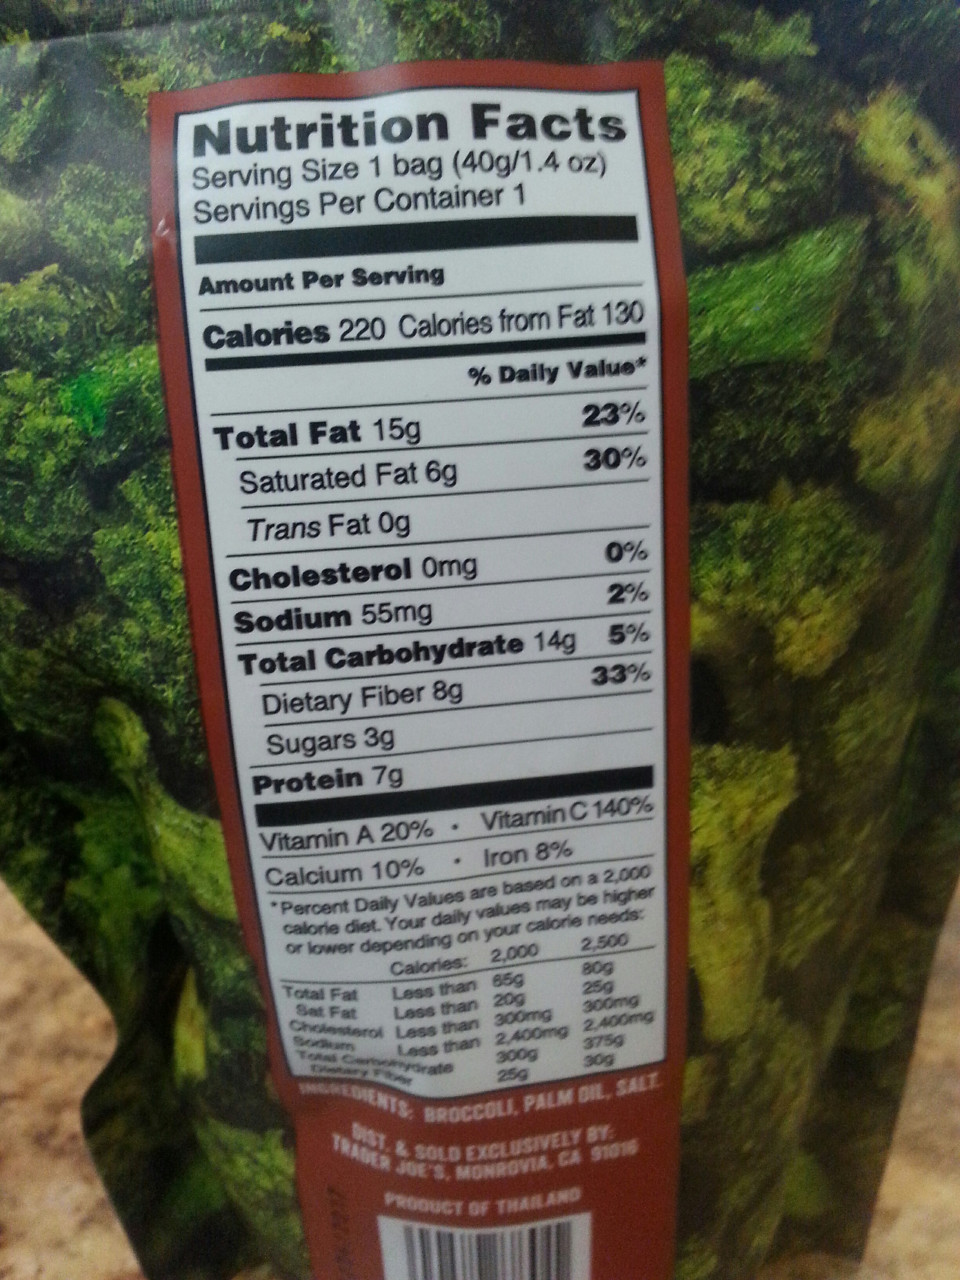 Nutrition Facts
Serving Size 1 bag (40g/1.4 oz)
Servings Per Container 1
Amount Per Serving
Calories 220 Calories from Fat 130
% Daily Value*
Total Fat 15g 23%
Saturated Fat 6g 30%
Trans Fat 0g
Cholesterol 0mg 0%
Sodium 55mg 2%
Total Carbohydrate 14g 5%
Dietary Fiber 8g 33%
Sugars 3g
Protein 7g
Vitamin A 20% • Vitamin C 140%
Calcium 10% • Iron 8%
*Percent Daily Values are based on a 2,000
calorie diet. Your daily values may be higher
or lower depending on your calorie needs:
Calories: 2,000 2,500
Total Fat Less than 65g 80g
Sat Fat Less than 20g 25g
Cholesterol Less than 300mg 300mg
Sodium Less than 2,400mg 2,400mg
Total Carbohydrate 300g 375g
Dietary Fiber 25g 30g
INGREDIENTS: BROCCOLI, PALM OIL, SALT.
DIST. & SOLD EXCLUSIVELY BY:
TRADER JOE'S, MONROVIA, CA 91016
PRODUCT OF THAILAND